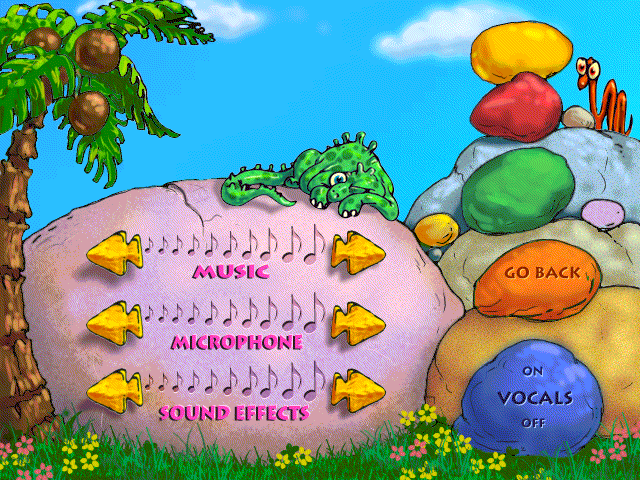 MUSIC
MICROPHONE
SOUND EFFECTS
GO BACK
ON
VOCALS
OFF